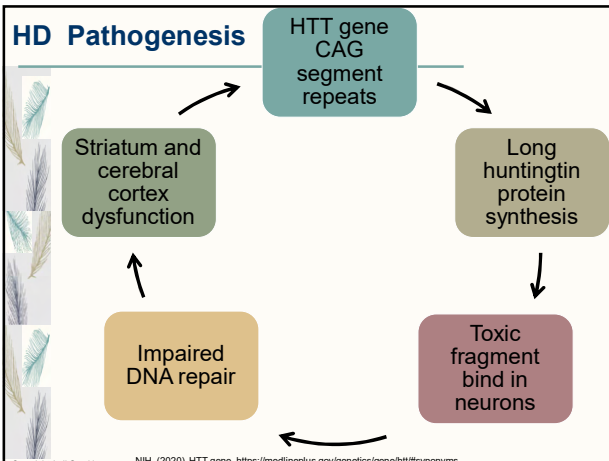 HD Pathogenesis
HTT gene
CAG
segment
repeats
Long
huntingtin
protein
synthesis
Toxic
fragment
bind in
neurons
Impaired
DNA repair
Striatum and
cerebral
cortex
dysfunction
NIH. (2020) HTT gene. https://medlineplus.gov/genetics/gene/htt/#synonyms